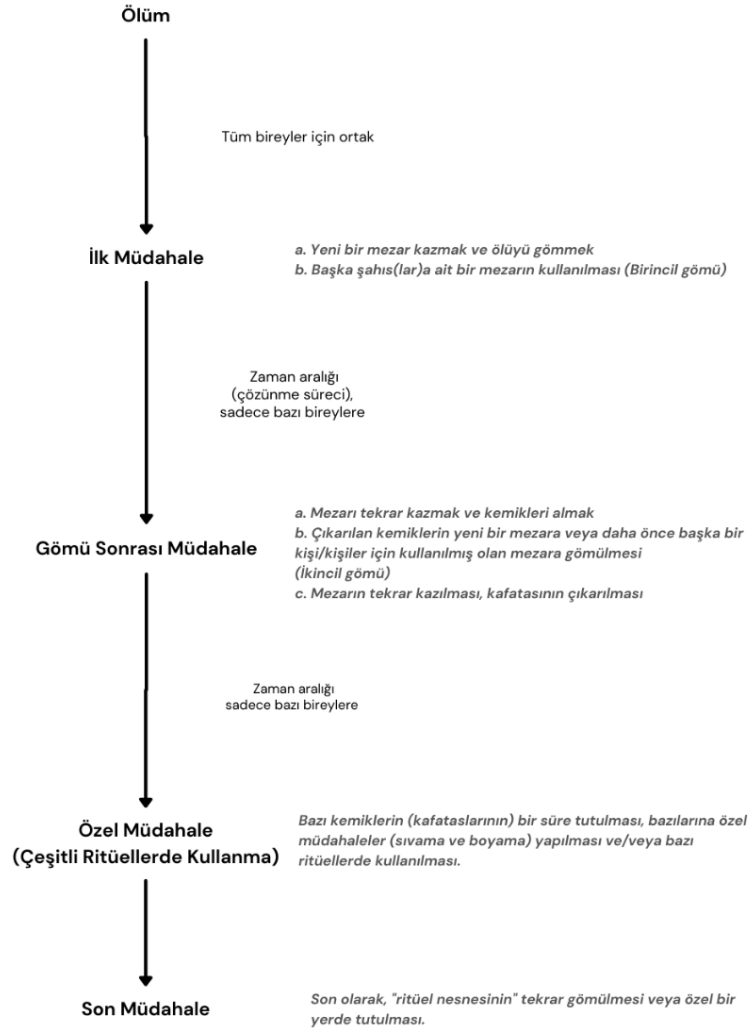 Ölüm
Tüm bireyler için ortak
İlk Müdahale
a. Yeni bir mezar kazmak ve ölüyü gömmek
b. Başka şahıs(lar)a ait bir mezarın kullanılması (Birincil gömü)
Zaman aralığı
(çözünme süreci),
sadece bazı bireylere
Gömü Sonrası Müdahale
a. Mezarı tekrar kazmak ve kemikleri almak
b. Çıkarılan kemiklerin yeni bir mezara veya daha önce başka bir
kişi/kişiler için kullanılmış olan mezara gömülmesi
(İkincil gömü)
c. Mezarın tekrar kazılması, kafatasının çıkarılması
Zaman aralığı
sadece bazı bireylere
Özel Müdahale
(Çeşitli Ritüellerde Kullanma)
Bazı kemiklerin (kafataslarının) bir süre tutulması, bazılarına özel
müdahaleler (sıvama ve boyama) yapılması ve/veya bazı
ritüellerde kullanılması.
Son Müdahale
Son olarak, "ritüel nesnesinin" tekrar gömülmesi veya özel bir
yerde tutulması.